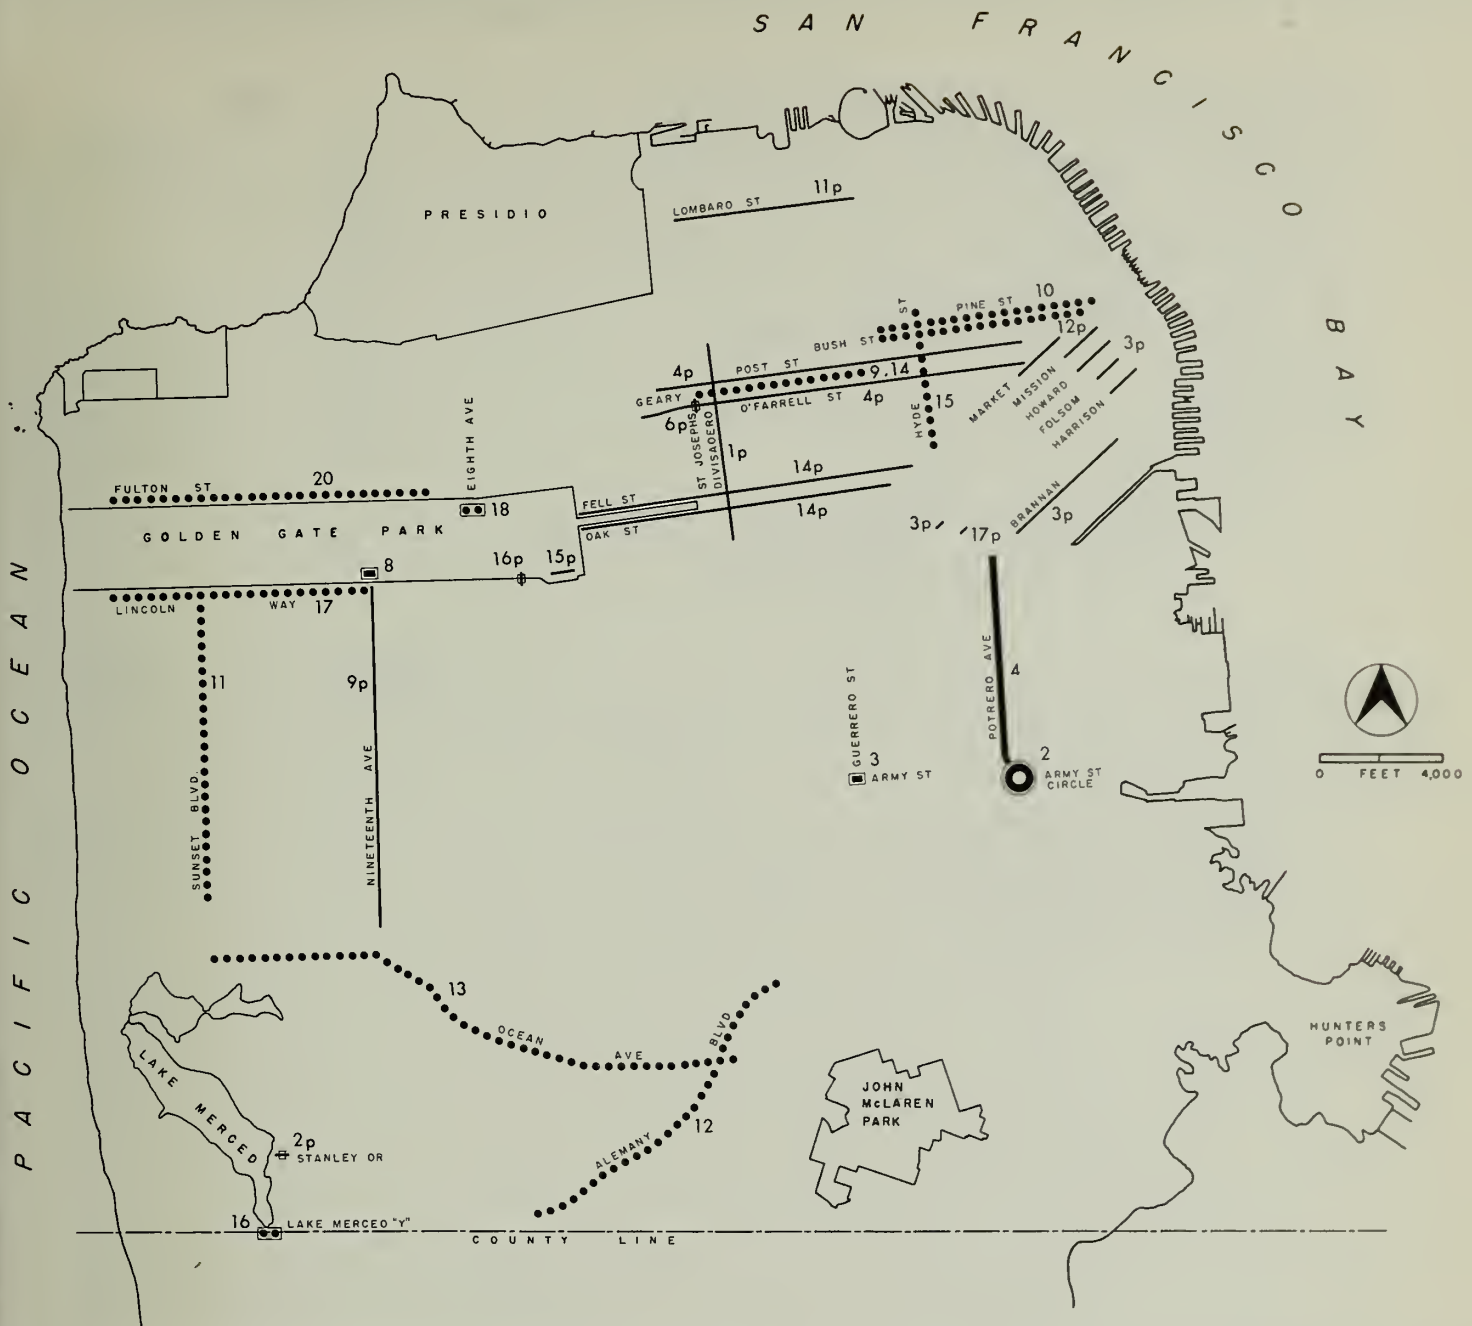 SAN FRANCISCO BAY
PRESIDIO
11p
LOMBARO ST
10
PINE ST
ST
BUSH ST
12p
3p
POST ST
4p
9.14
GEARY
O'FARRELL ST
4p
MARKET
MISSION
HOWARD
FOLSOM
HARRISON
6p
ST JOSEPHS
DIVISAOERO
1p
HYDE
15
EIGHTH AVE
FULTON ST
20
14p
18
FELL ST
14p
OAK ST
GOLDEN GATE PARK
BRANNAN
3p
3p
17p
8
16p
15p
LINCOLN WAY
17
11
9p
SUNSET BLVD.
NINETEENTH AVE
GUERRERO ST
3
ARMY ST
POTRERO AVE
4
2
ARMY ST
CIRCLE
0 FEET 4,000
PACIFIC OCEAN
13
OCEAN AVE
BLVD
ALEMANY
12
HUNTERS
POINT
JOHN
McLAREN
PARK
LAKE MERCED
2p
STANLEY OR
16
LAKE MERCEO "Y"
COUNTY LINE